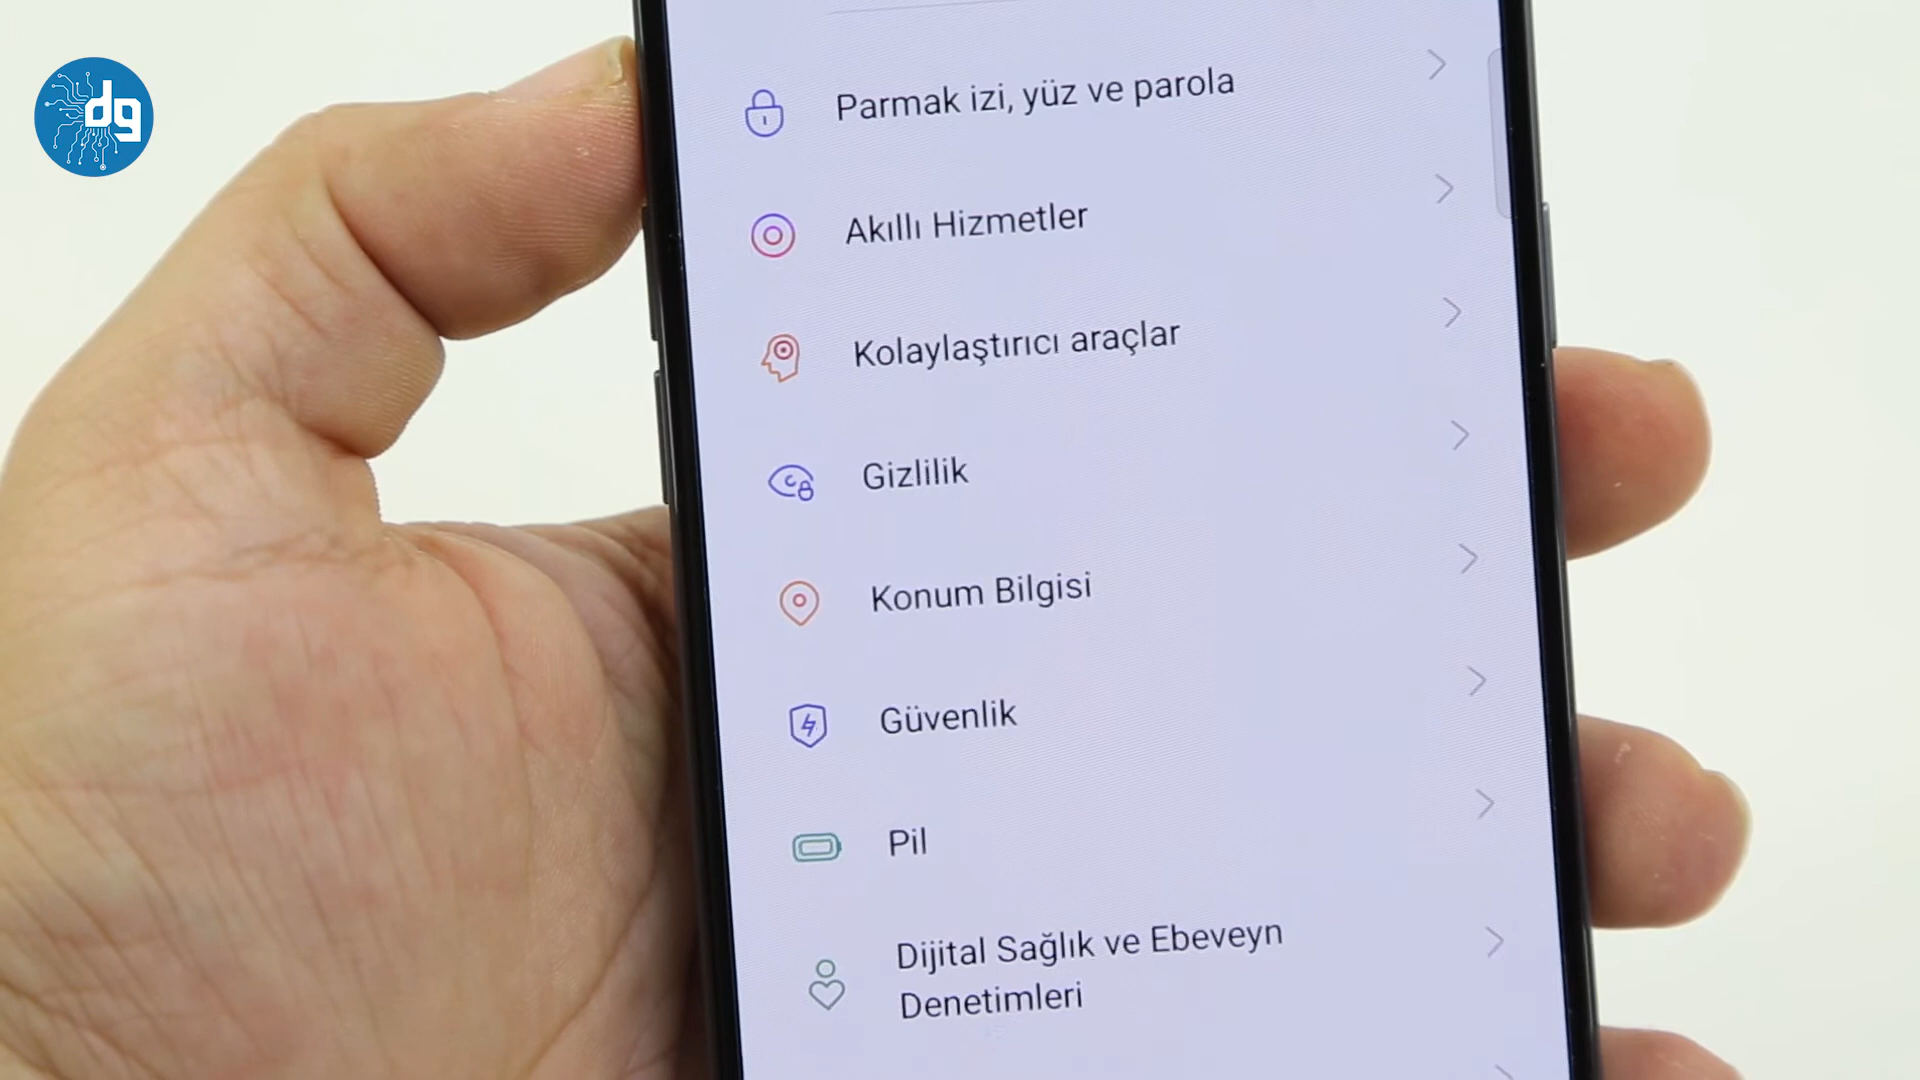 dg
Parmak izi, yüz ve parola
Akıllı Hizmetler
Kolaylaştırıcı araçlar
Gizlilik
Konum Bilgisi
Güvenlik
Pil
Dijital Sağlık ve Ebeveyn
Denetimleri